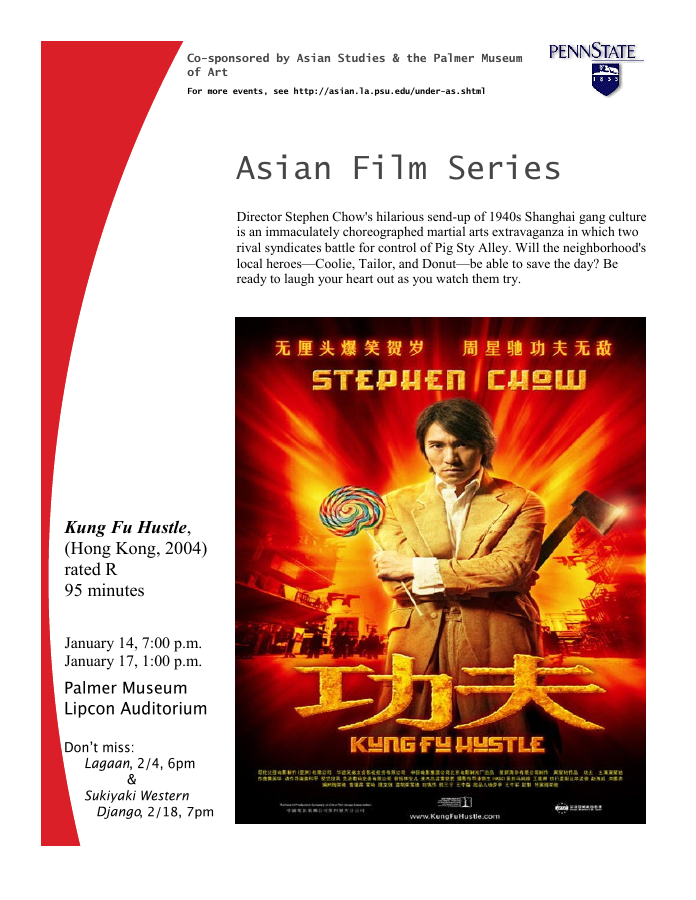 Co-sponsored by Asian Studies & the Palmer Museum
of Art
For more events, see http://asian.la.psu.edu/under-as.shtml
PENNSTATE
1 8 5 5
Asian Film Series
Director Stephen Chow's hilarious send-up of 1940s Shanghai gang culture
is an immaculately choreographed martial arts extravaganza in which two
rival syndicates battle for control of Pig Sty Alley. Will the neighborhood's
local heroes—Coolie, Tailor, and Donut—be able to save the day? Be
ready to laugh your heart out as you watch them try.
无厘头爆笑贺岁 周星驰功夫无敌
STEPHEN CHOW
功夫
KUNG FU HUSTLE
www.KungFuHustle.com
Kung Fu Hustle,
(Hong Kong, 2004)
rated R
95 minutes
January 14, 7:00 p.m.
January 17, 1:00 p.m.
Palmer Museum
Lipcon Auditorium
Don't miss:
Lagaan, 2/4, 6pm
&
Sukiyaki Western
Django, 2/18, 7pm